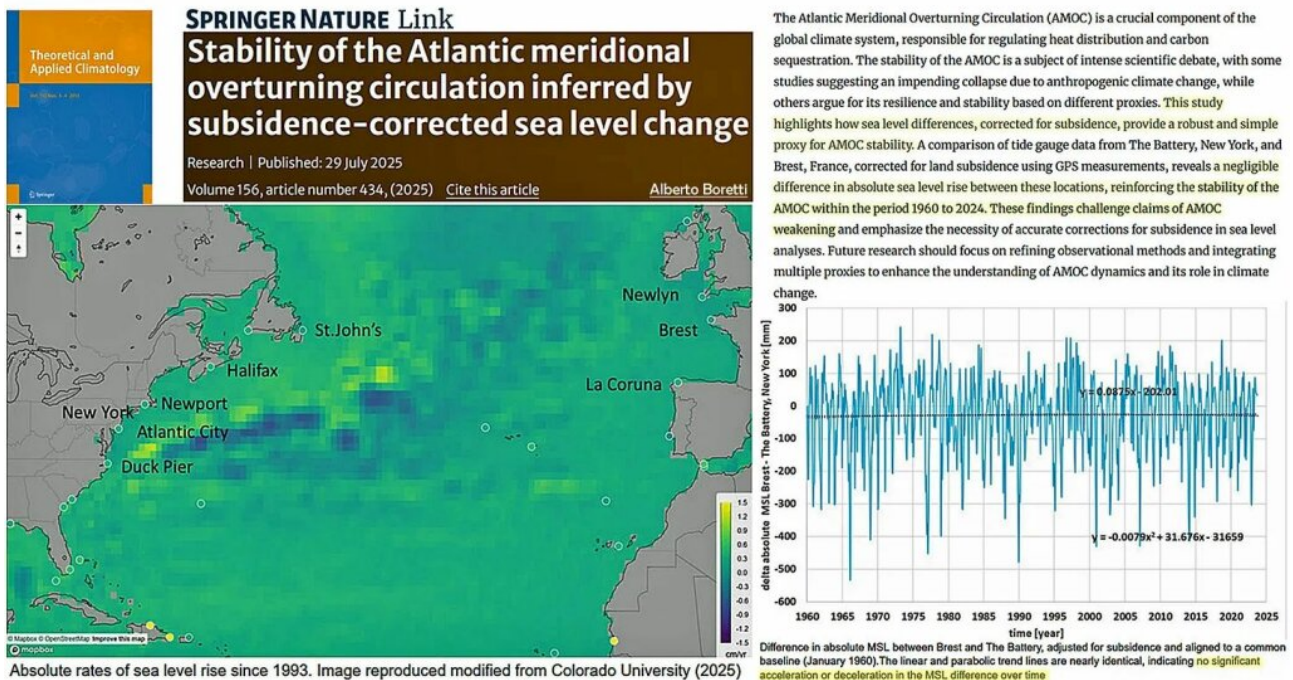 SPRINGER NATURE Link
Theoretical and
Applied Climatology
Springer
Stability of the Atlantic meridional
overturning circulation inferred by
subsidence-corrected sea level change
Research | Published: 29 July 2025
Volume 156, article number 434, (2025) Cite this article Alberto Boretti
+
−
Newlyn
Brest
St.John's
Halifax
La Coruna
New York
Newport
Atlantic City
Duck Pier
1.5
1.2
0.9
0.6
0.3
0.0
-0.3
-0.6
-0.9
-1.2
-1.5
cm/yr
© Mapbox © OpenStreetMap Improve this map
mapbox
Absolute rates of sea level rise since 1993. Image reproduced modified from Colorado University (2025)
The Atlantic Meridional Overturning Circulation (AMOC) is a crucial component of the
global climate system, responsible for regulating heat distribution and carbon
sequestration. The stability of the AMOC is a subject of intense scientific debate, with some
studies suggesting an impending collapse due to anthropogenic climate change, while
others argue for its resilience and stability based on different proxies. This study
highlights how sea level differences, corrected for subsidence, provide a robust and simple
proxy for AMOC stability. A comparison of tide gauge data from The Battery, New York, and
Brest, France, corrected for land subsidence using GPS measurements, reveals a negligible
difference in absolute sea level rise between these locations, reinforcing the stability of the
AMOC within the period 1960 to 2024. These findings challenge claims of AMOC
weakening and emphasize the necessity of accurate corrections for subsidence in sea level
analyses. Future research should focus on refining observational methods and integrating
multiple proxies to enhance the understanding of AMOC dynamics and its role in climate
change.
delta absolute MSL Brest - The Battery, New York [mm]
300
200
100
0
-100
-200
-300
-400
-500
-600
y = 0.0875x - 202.01
y = -0.0079x² + 31.676x - 31659
1960 1965 1970 1975 1980 1985 1990 1995 2000 2005 2010 2015 2020 2025
time [year]
Difference in absolute MSL between Brest and The Battery, adjusted for subsidence and aligned to a common
baseline (January 1960).The linear and parabolic trend lines are nearly identical, indicating no significant
acceleration or deceleration in the MSL difference over time